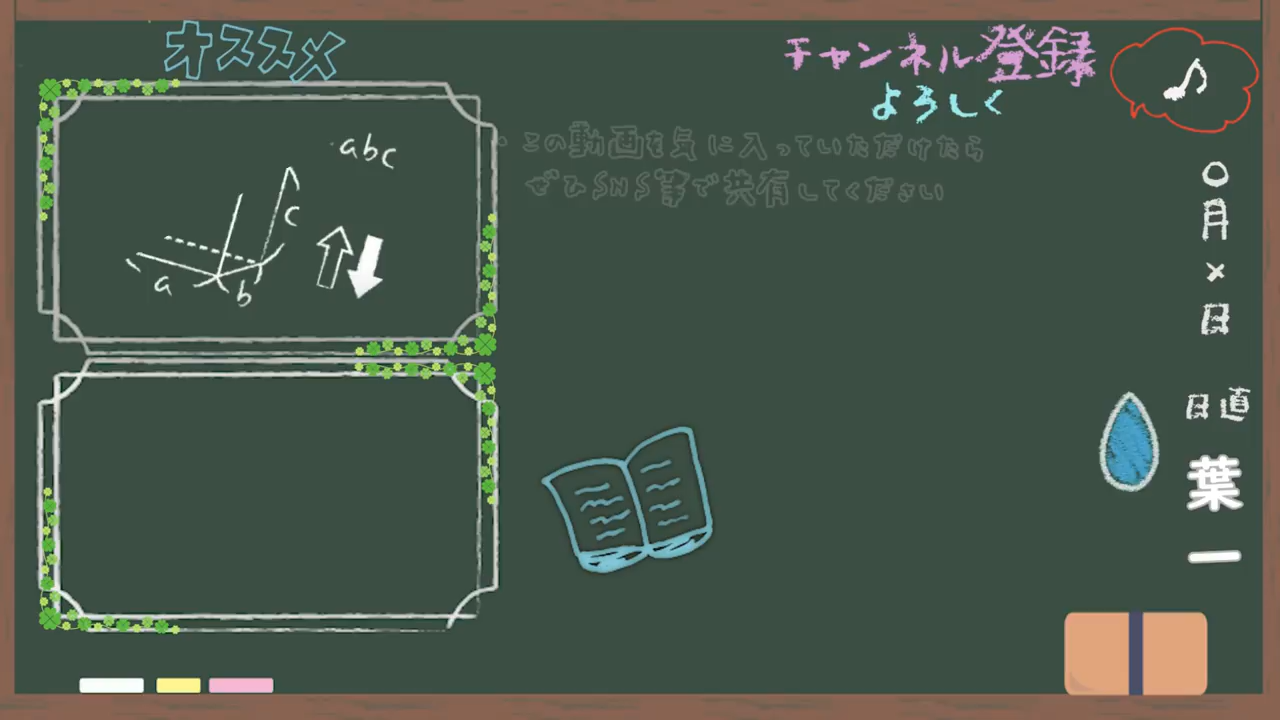 オススメ
チャンネル登録
よろしく
・この動画を気に入っていただけたら
ぜひSNS等で共有してください
abc
a
b
c
〇月×日
日直
葉一